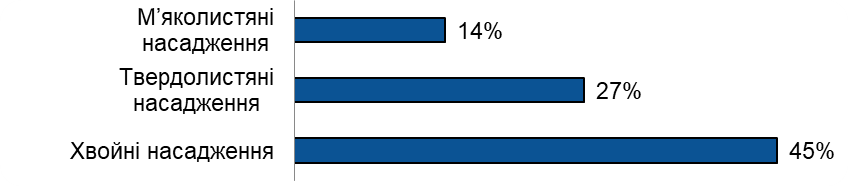 М’яколистяні
насадження
14%
Твердолистяні
насадження
27%
Хвойні насадження
45%